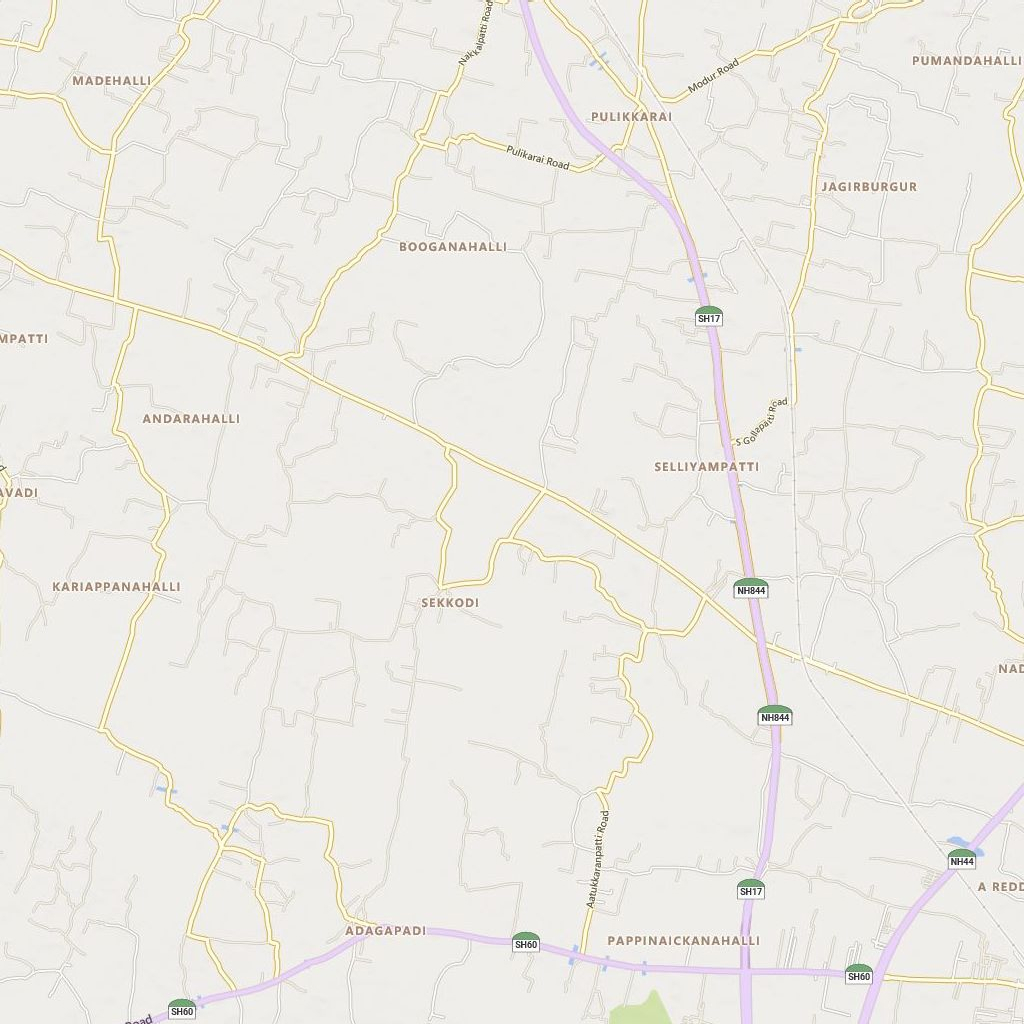 Nakkalpatti Road
PUMANDAHALLI
Modur Road
MADEHALLI
PULIKKARAI
Pulikarai Road
JAGIRBURGUR
BOOGANAHALLI
SH17
MPATTI
S Gollapatti Road
ANDARAHALLI
SELLIYAMPATTI
AVADI
KARIAPPANAHALLI
NH844
SEKKODI
NAD
NH844
Aatukkaranpatti Road
NH44
A REDD
SH17
ADAGAPADI
SH60
PAPPINAICKANAHALLI
SH60
SH60
Road